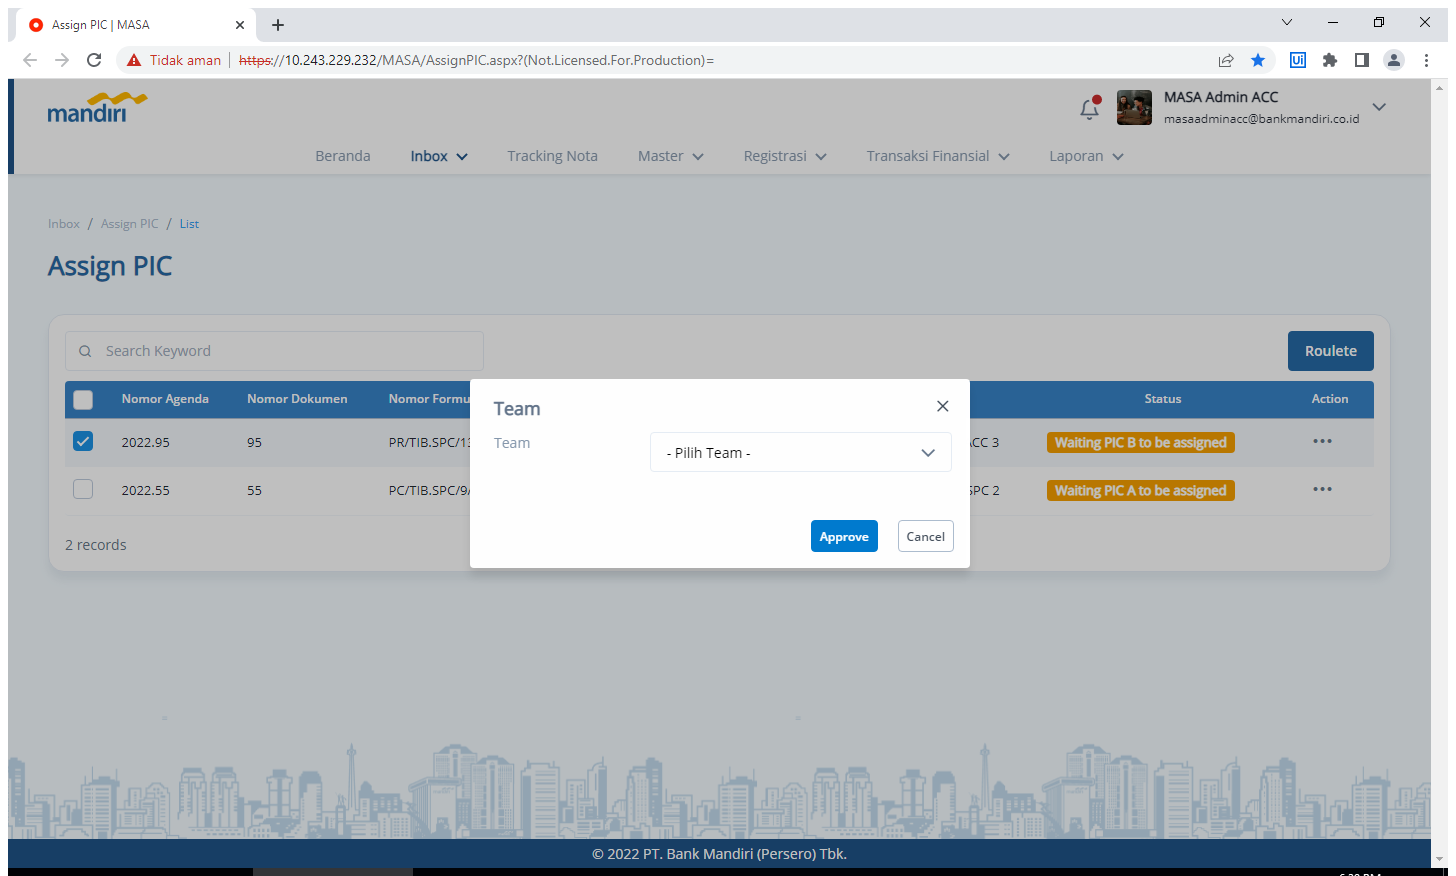 Assign PIC | MASA
Tidak aman https://10.243.229.232/MASA/AssignPIC.aspx?(Not.Licensed.For.Production)=
Ui
mandiri
MASA Admin ACC
masaadminacc@bankmandiri.co.id
Beranda Inbox Tracking Nota Master Registrasi Transaksi Finansial Laporan
Inbox / Assign PIC / List
Assign PIC
Search Keyword
Roulete
Nomor Agenda Nomor Dokumen Nomor Formu Status Action
2022.95 95 PR/TIB.SPC/13 ACC 3 Waiting PIC B to be assigned
2022.55 55 PC/TIB.SPC/9/ SPC 2 Waiting PIC A to be assigned
2 records
Team
Team - Pilih Team -
Approve Cancel
© 2022 PT. Bank Mandiri (Persero) Tbk.